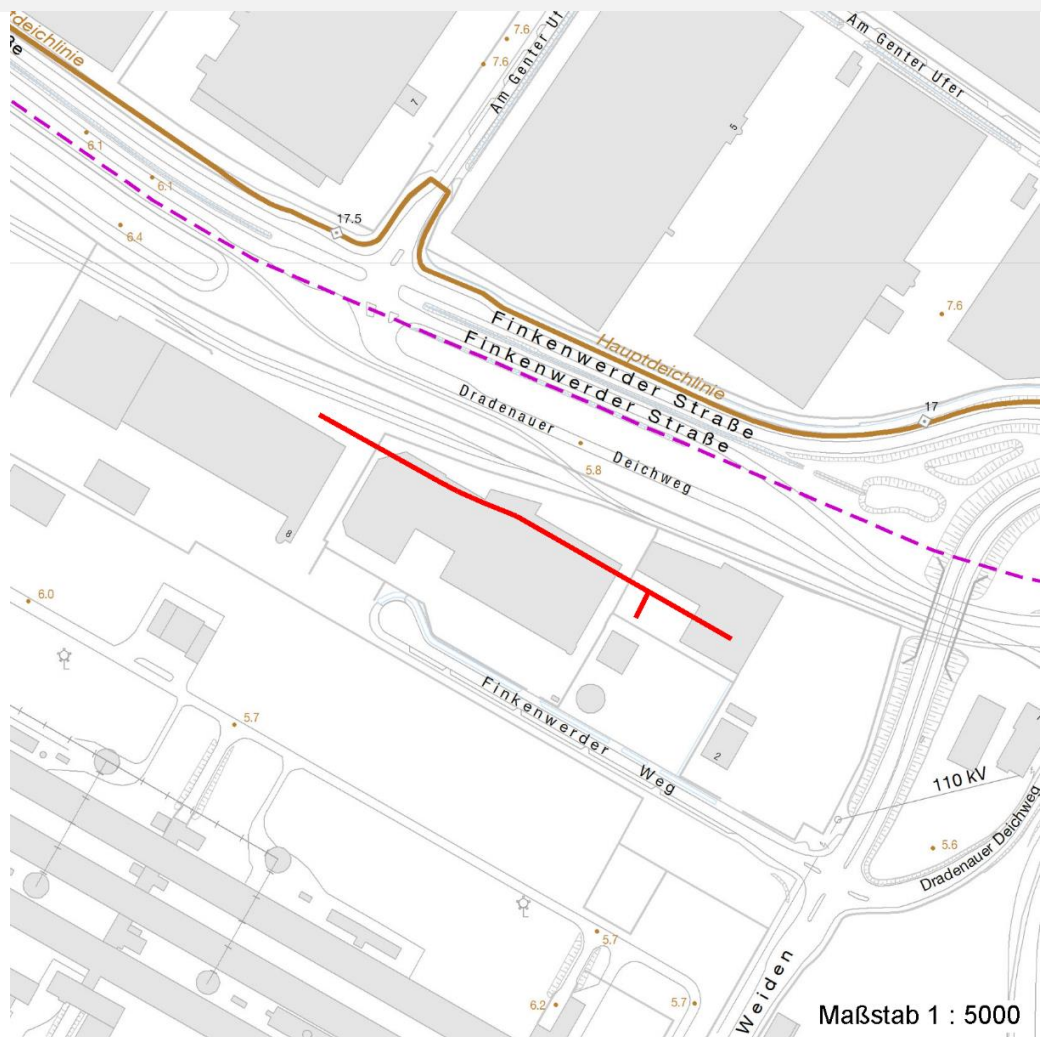 7.6
Am Genter Ufer
deichlinie
7.6
Am Genter Ufer
7
5
6.1
6.1
17.5
6.4
7.6
Finkenwerder Straße
Hauptdeichlinie
Finkenwerder Straße
17
Dradenauer Deichweg
5.8
8
6.0
Finkenwerder Weg
5.7
2
110 kV
5.6
Dradenauer Deichweg
5.7
6.2
5.7
Weiden
Maßstab 1 : 5000